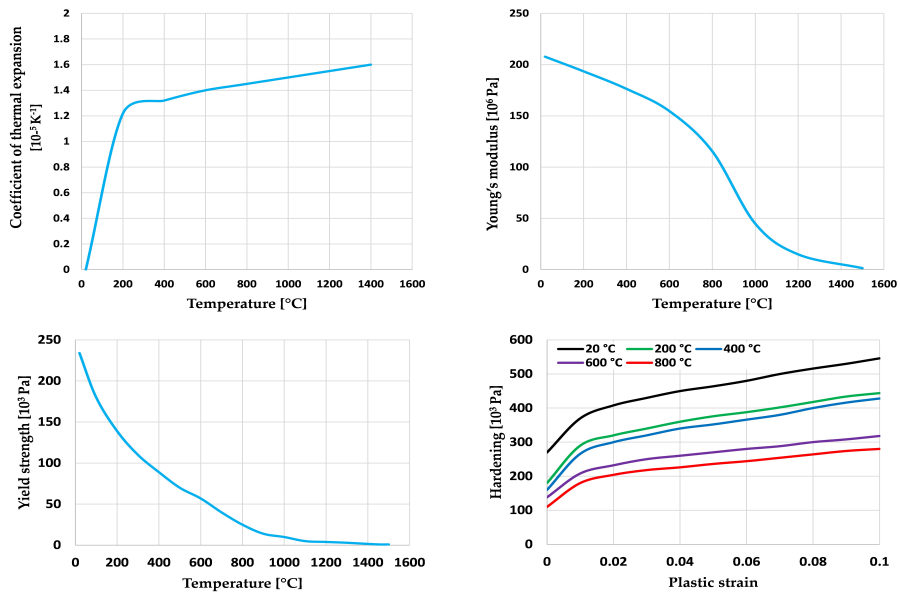 Coefficient of thermal expansion
[10-⁵ K-¹]
2
1.8
1.6
1.4
1.2
1
0.8
0.6
0.4
0.2
0
0 200 400 600 800 1000 1200 1400 1600
Temperature [°C]
Young's modulus [10⁶ Pa]
250
200
150
100
50
0
0 200 400 600 800 1000 1200 1400 1600
Temperature [°C]
Yield strength [10³ Pa]
250
200
150
100
50
0
0 200 400 600 800 1000 1200 1400 1600
Temperature [°C]
Hardening [10³ Pa]
600
500
400
300
200
100
0
20 °C 200 °C 400 °C
600 °C 800 °C
0 0.02 0.04 0.06 0.08 0.1
Plastic strain